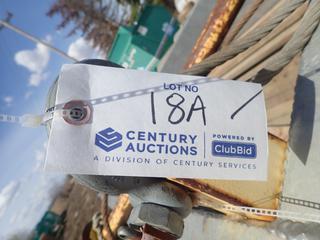 LOT NO
18A /
CENTURY
AUCTIONS
POWERED BY
ClubBid
A DIVISION OF CENTURY SERVICES